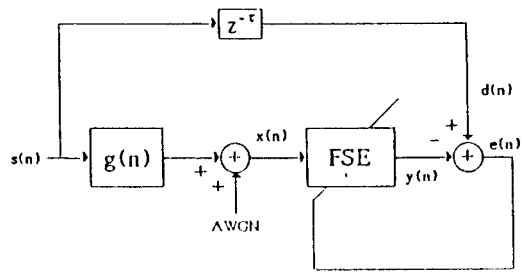 z⁻ᵗ
d(n)
s(n)
g(n)
+
+
+
x(n)
FSE
-
+
+
y(n)
e(n)
AWGN